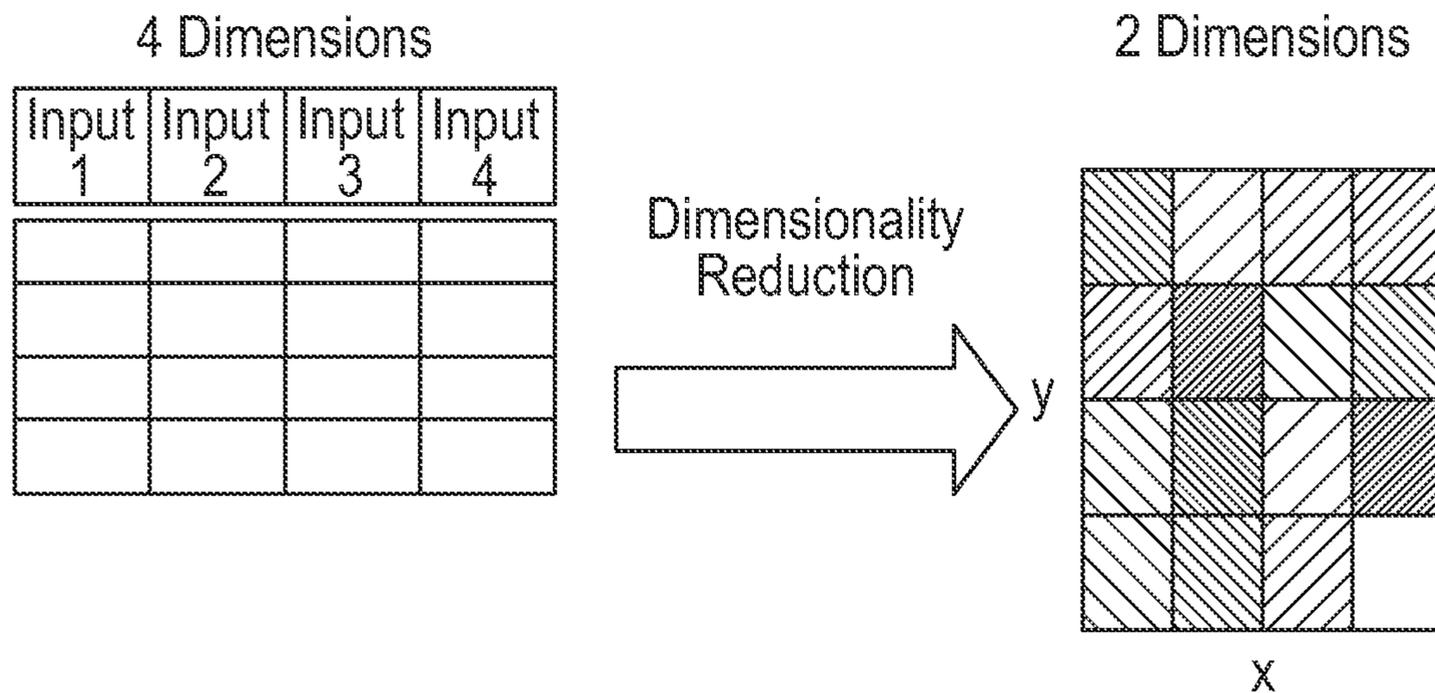 4 Dimensions
Input Input Input Input
1 2 3 4
Dimensionality
Reduction
2 Dimensions
y
x